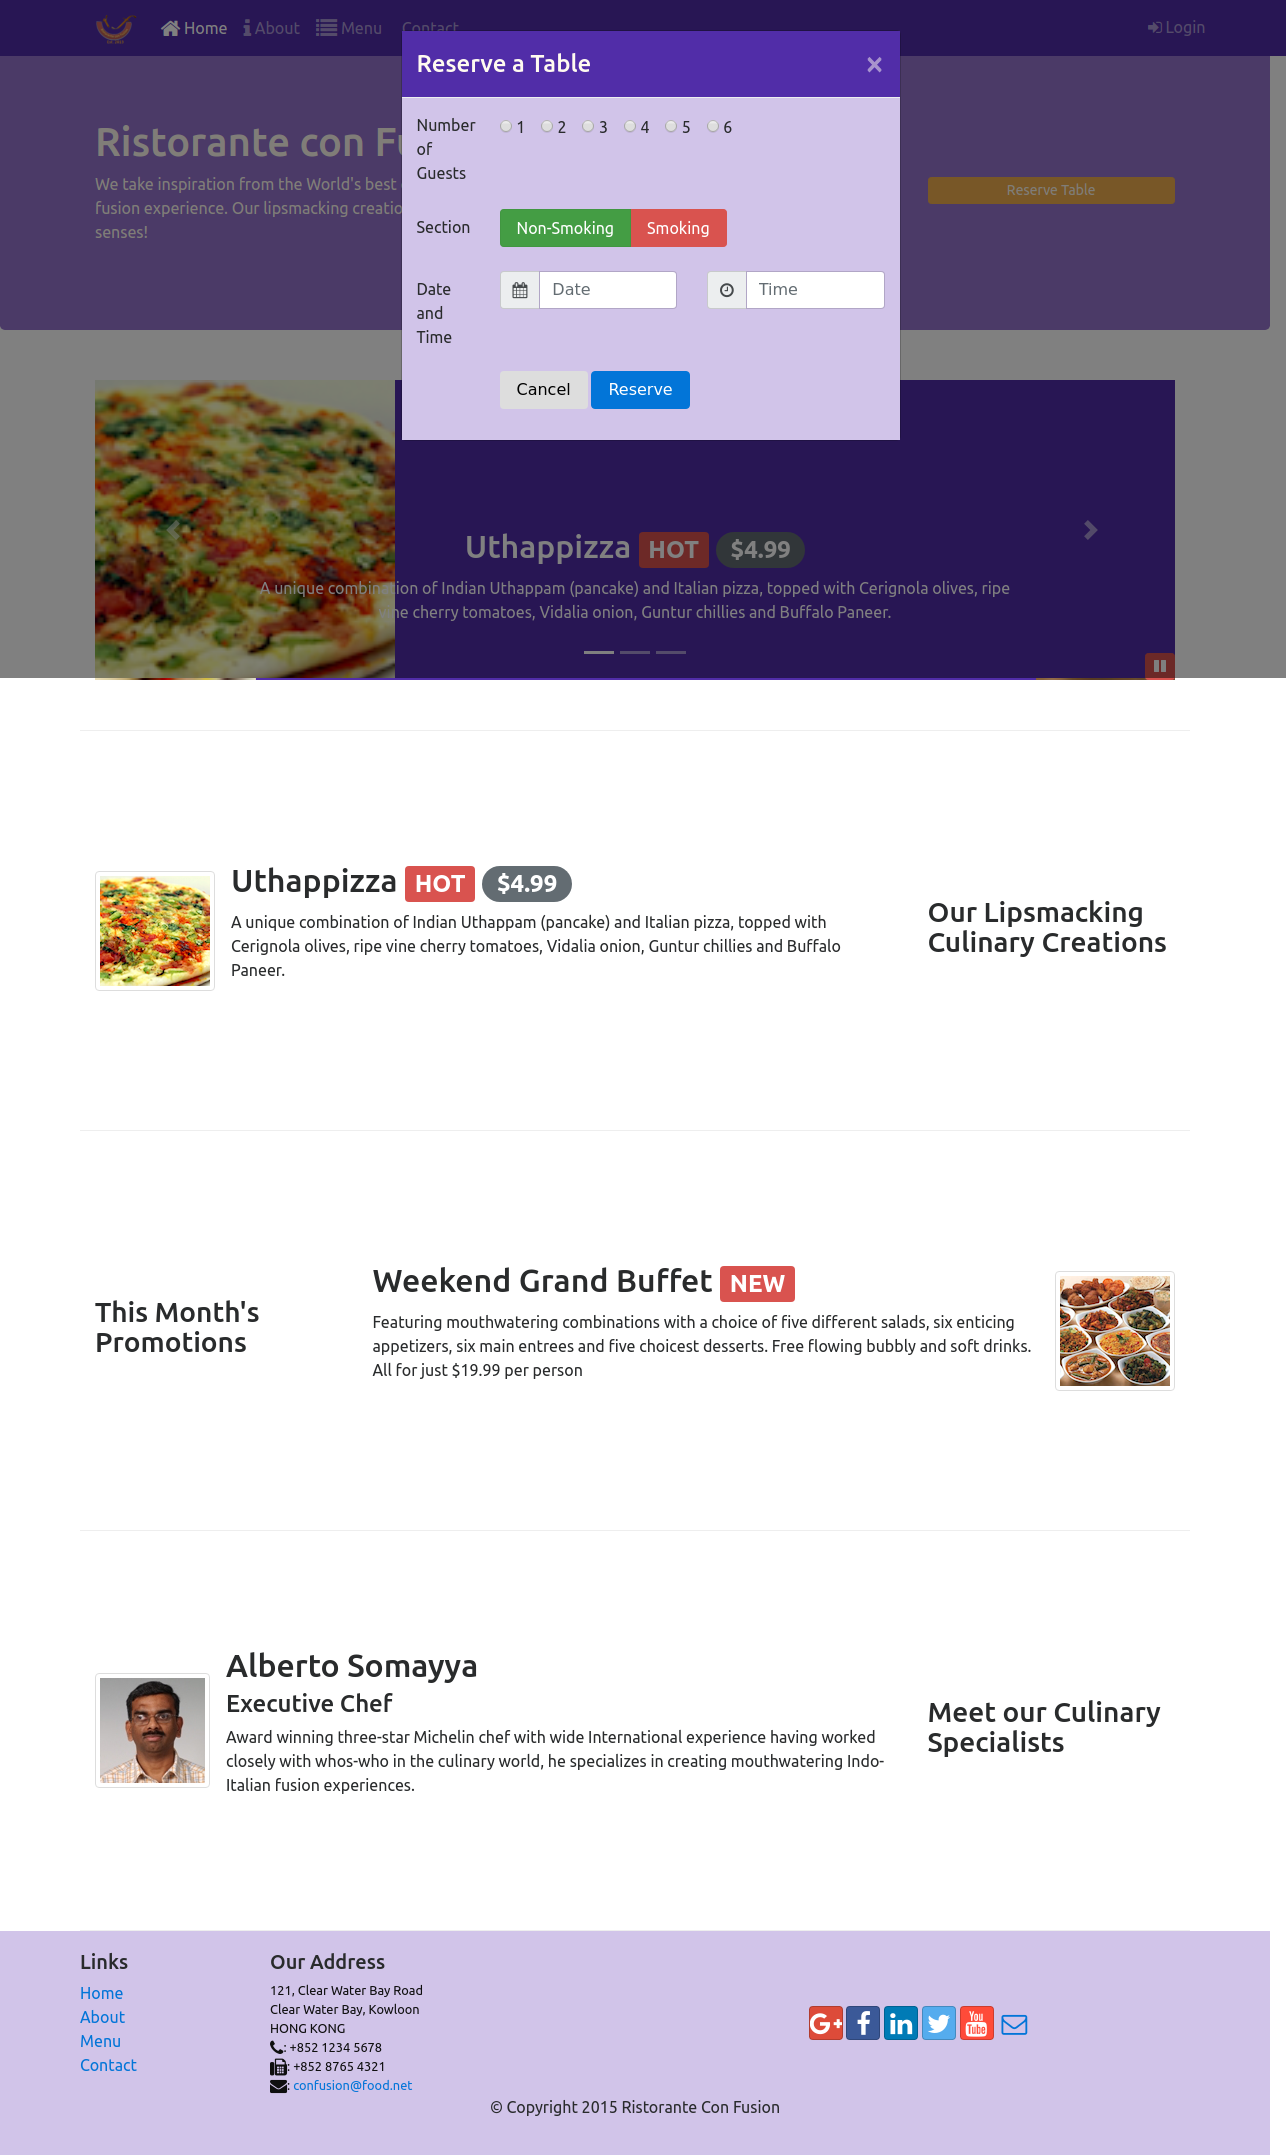 Home About Menu Contact Login
Reserve a Table ×
Ristorante con Fu
We take inspiration from the World's best
fusion experience. Our lipsmacking creatio
senses!
Reserve Table
Number
of
Guests
1 2 3 4 5 6
Section
Non-Smoking Smoking
Date
and
Time
Date Time
Cancel Reserve
Uthappizza HOT $4.99
A unique combination of Indian Uthappam (pancake) and Italian pizza, topped with Cerignola olives, ripe
vine cherry tomatoes, Vidalia onion, Guntur chillies and Buffalo Paneer.
Uthappizza HOT $4.99
A unique combination of Indian Uthappam (pancake) and Italian pizza, topped with
Cerignola olives, ripe vine cherry tomatoes, Vidalia onion, Guntur chillies and Buffalo
Paneer.
Our Lipsmacking
Culinary Creations
This Month's
Promotions
Weekend Grand Buffet NEW
Featuring mouthwatering combinations with a choice of five different salads, six enticing
appetizers, six main entrees and five choicest desserts. Free flowing bubbly and soft drinks.
All for just $19.99 per person
Alberto Somayya
Executive Chef
Award winning three-star Michelin chef with wide International experience having worked
closely with whos-who in the culinary world, he specializes in creating mouthwatering Indo-
Italian fusion experiences.
Meet our Culinary
Specialists
Links
Home
About
Menu
Contact
Our Address
121, Clear Water Bay Road
Clear Water Bay, Kowloon
HONG KONG
: +852 1234 5678
: +852 8765 4321
: confusion@food.net
G+ f in You Tube
© Copyright 2015 Ristorante Con Fusion